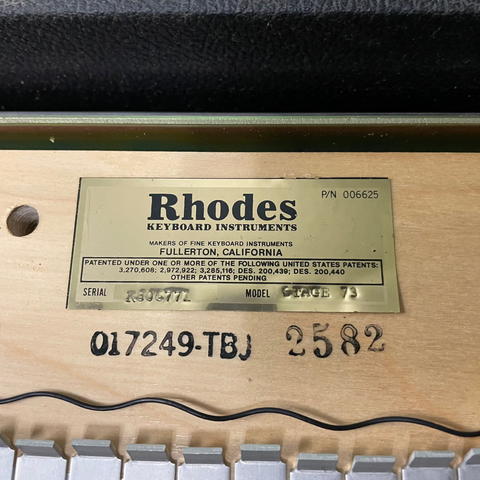 P/N 006625
Rhodes
KEYBOARD INSTRUMENTS
MAKERS OF FINE KEYBOARD INSTRUMENTS
FULLERTON, CALIFORNIA
PATENTED UNDER ONE OR MORE OF THE FOLLOWING UNITED STATES PATENTS:
3,270,608; 2,972,922; 3,285,116; DES. 200,439; DES. 200,440
OTHER PATENTS PENDING
SERIAL MODEL STAGE 73
017249-TBJ 2582